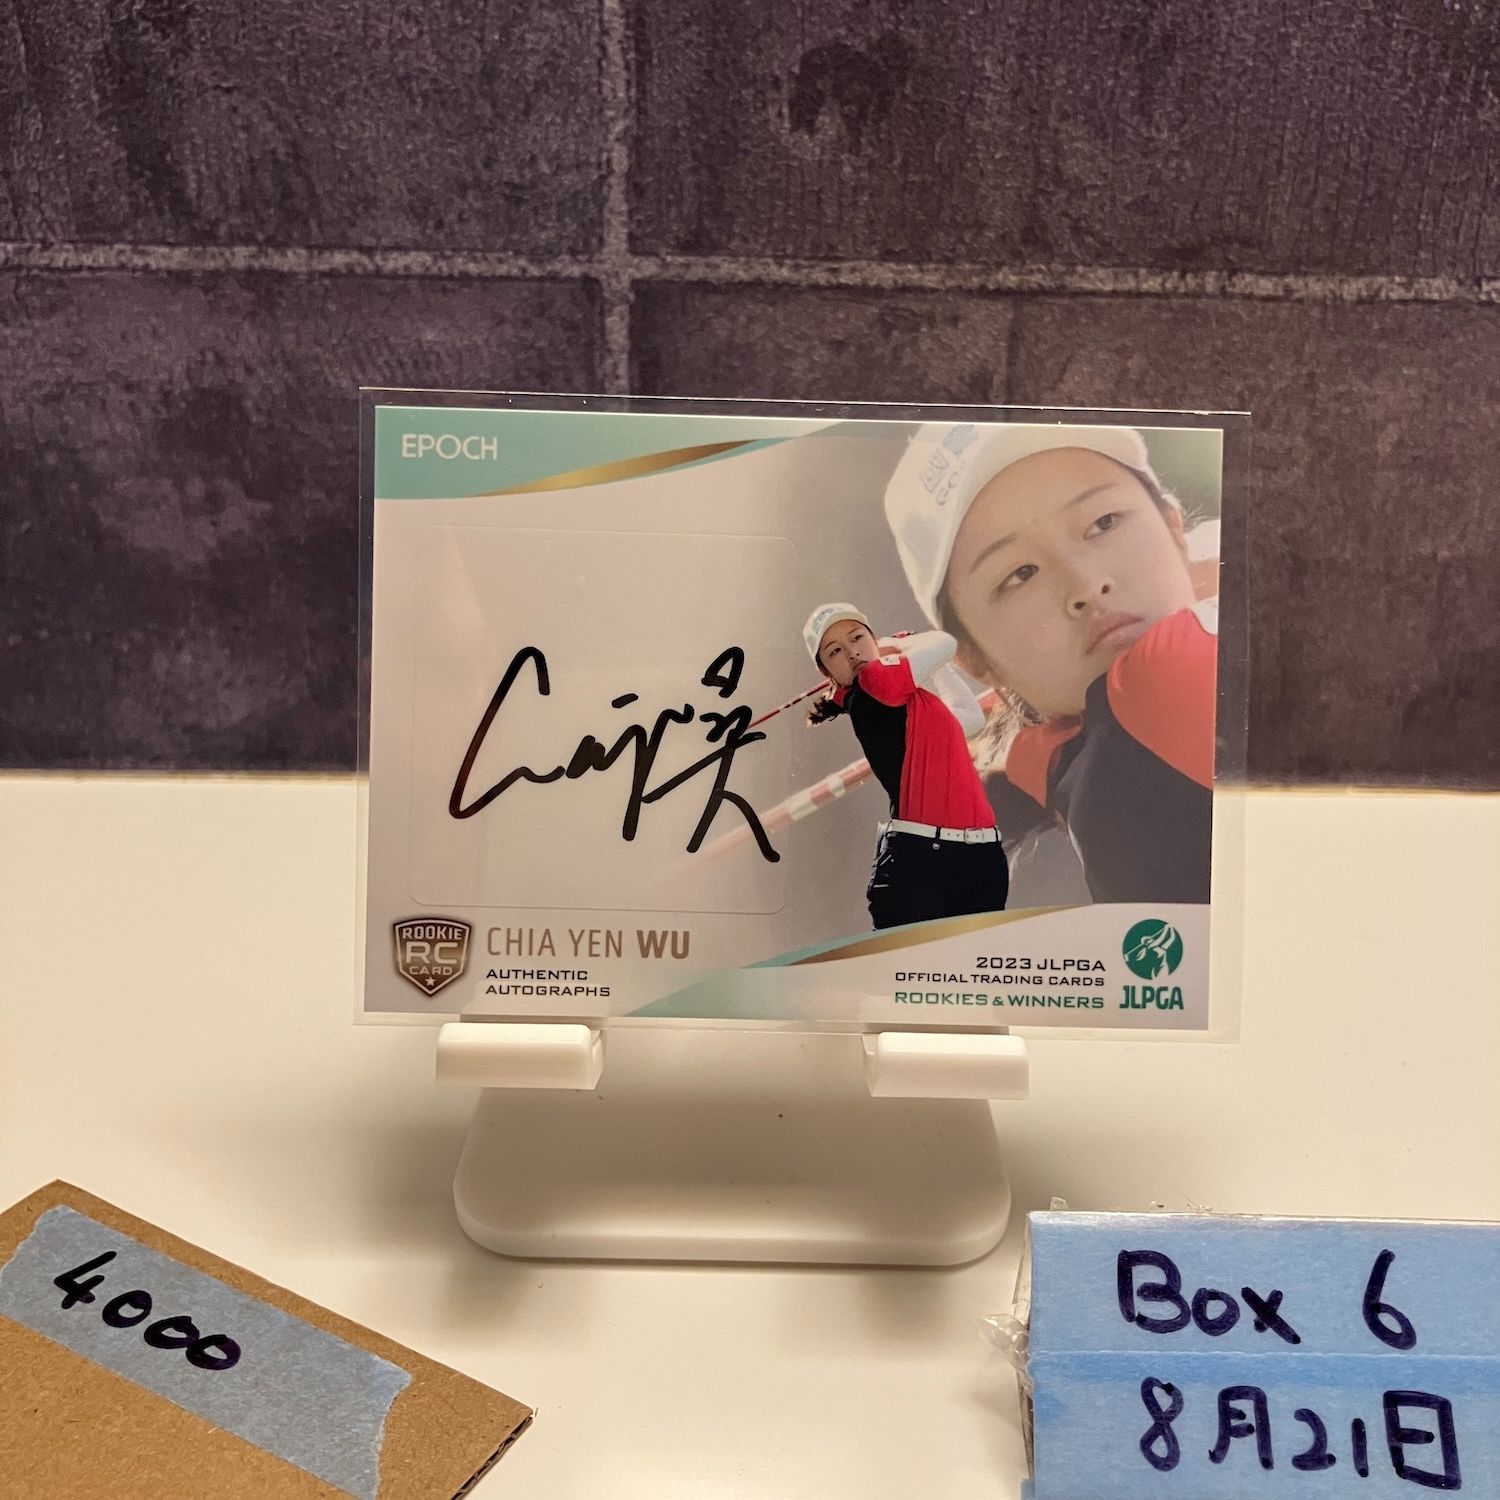 EPOCH
ROOKIE
RC
CARD
CHIA YEN WU
AUTHENTIC
AUTOGRAPHS
2023 JLPGA
OFFICIAL TRADING CARDS
ROOKIES & WINNERS
JLPGA
4000
Box 6
8月21日